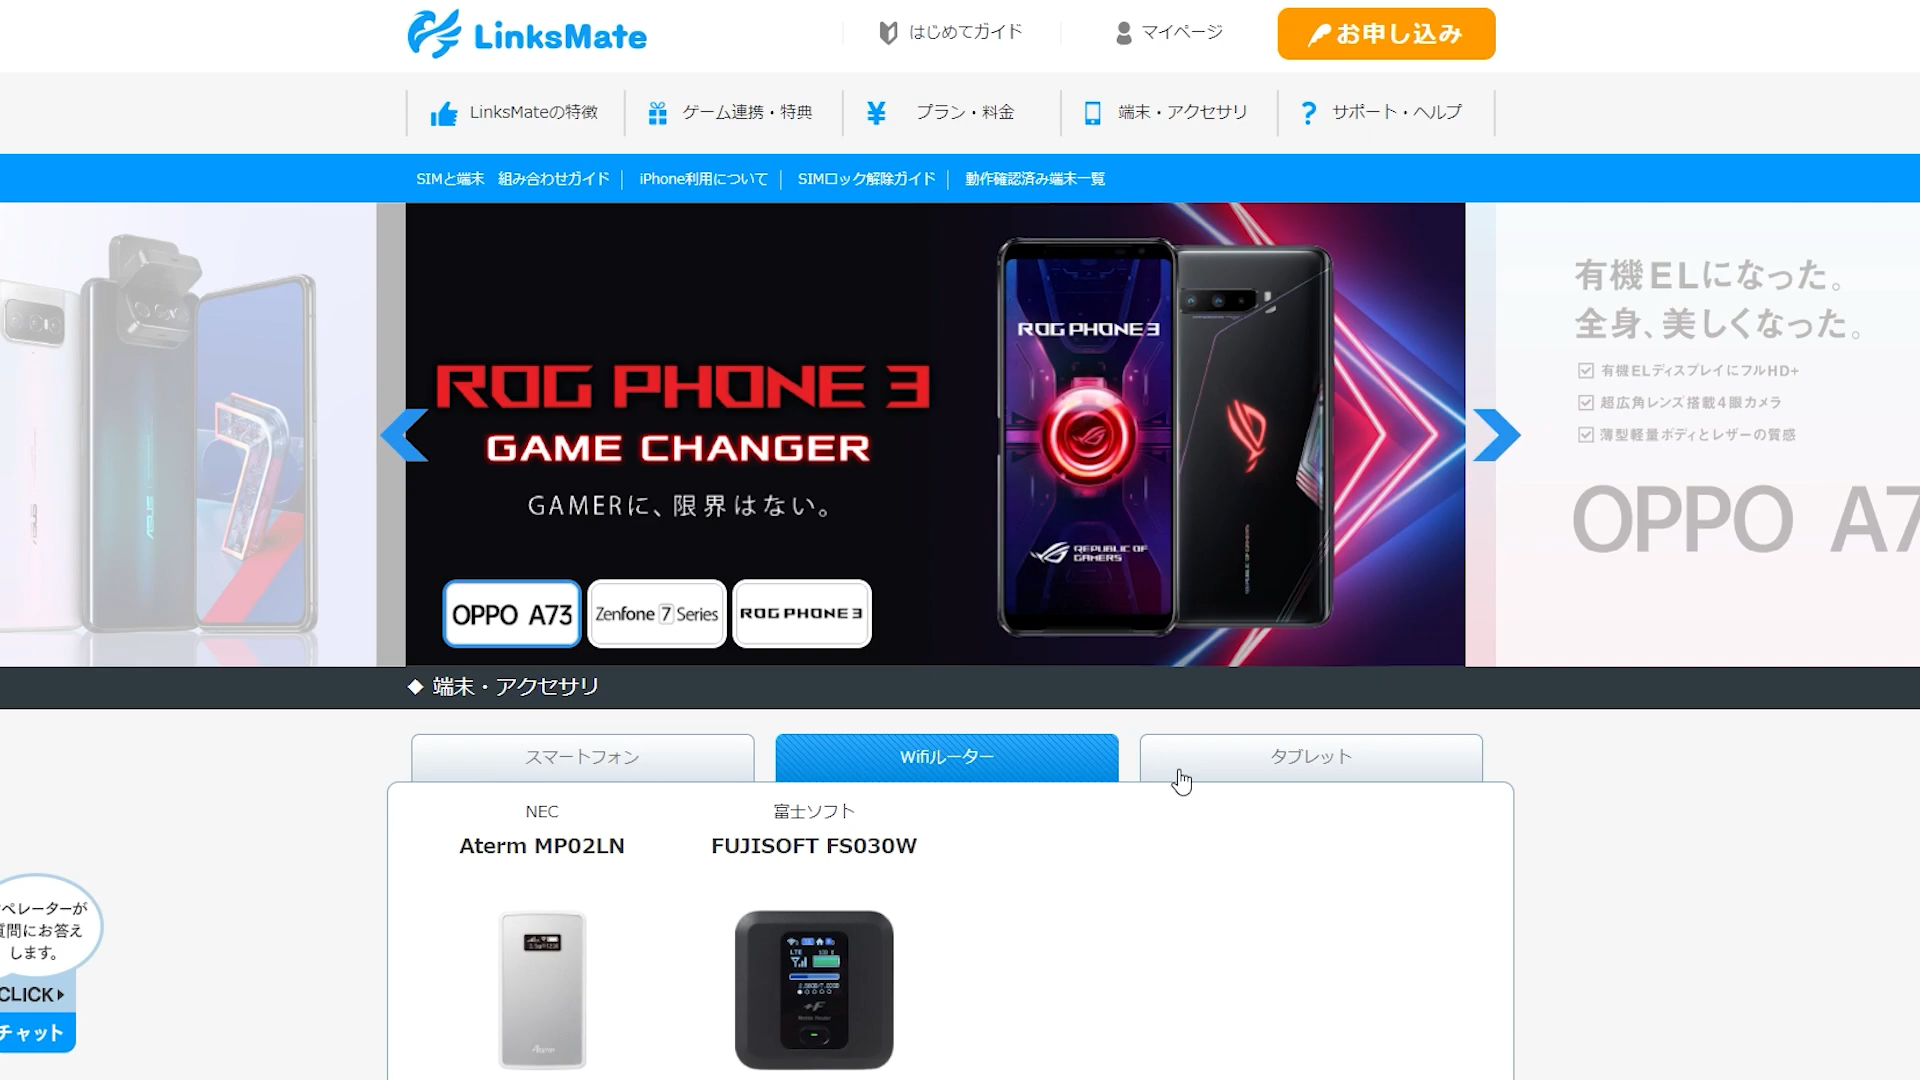 LinksMate
はじめてガイド
マイページ
お申し込み
LinksMateの特徴
ゲーム連携・特典
¥ プラン・料金
端末・アクセサリ
? サポート・ヘルプ
SIMと端末 組み合わせガイド
iPhone利用について
SIMロック解除ガイド
動作確認済み端末一覧
ROG PHONE 3
GAME CHANGER
GAMERに、限界はない。
ROG PHONE 3
REPUBLIC OF
GAMERS
ASUS
ASUS
有機ELになった。
全身、美しくなった。
有機ELディスプレイにフルHD+
超広角レンズ搭載4眼カメラ
薄型軽量ボディとレザーの質感
OPPO A7
OPPO A73
Zenfone 7 Series
ROG PHONE 3
◆ 端末・アクセサリ
スマートフォン
Wifiルーター
タブレット
NEC
Aterm MP02LN
富士ソフト
FUJISOFT FS030W
Aterm
LTE
+F
Mobile Router
ペレーターが
質問にお答え
します。
CLICK
チャット